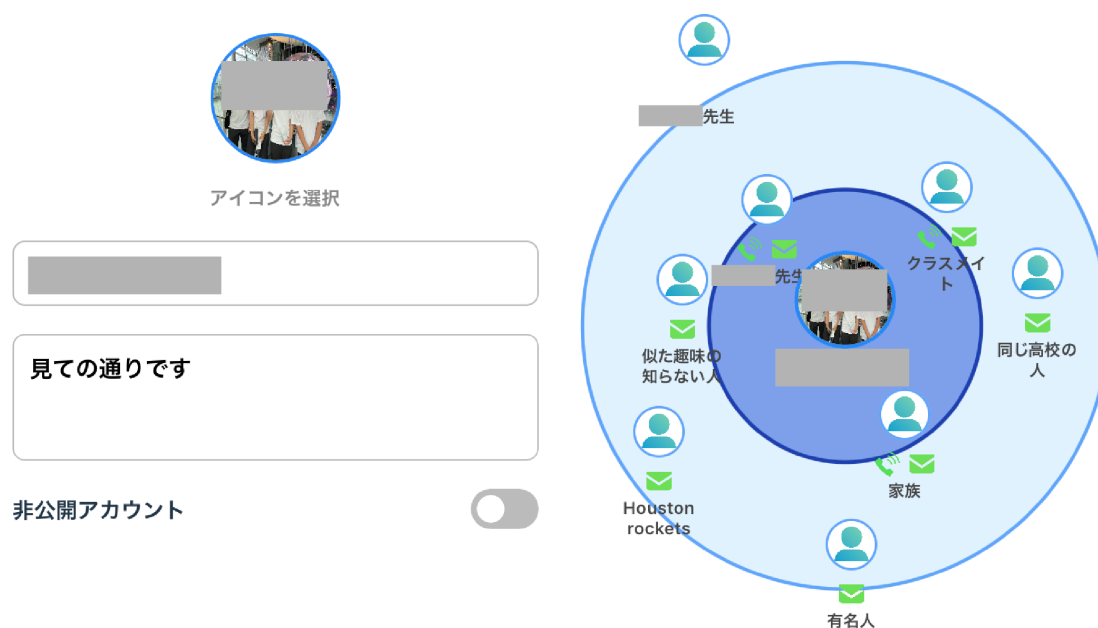 アイコンを選択
見ての通りです
非公開アカウント
先生
先生
クラスメイ
ト
似た趣味の
知らない人
同じ高校の
人
Houston
rockets
家族
有名人